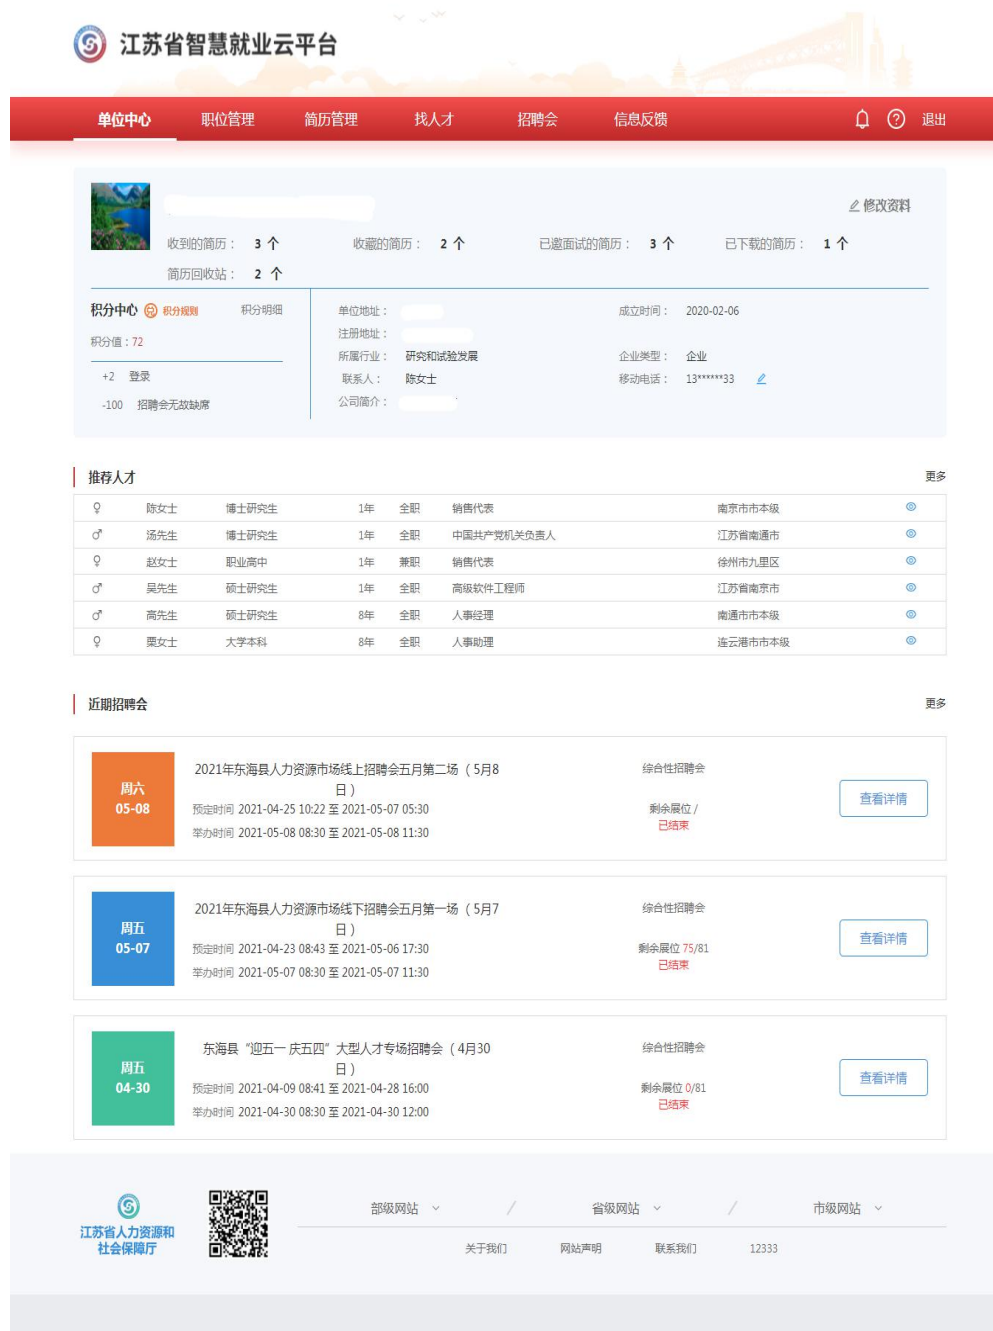 江苏省智慧就业云平台
单位中心 职位管理 简历管理 找人才 招聘会 信息反馈 退出
修改资料
收到的简历： 3 个 收藏的简历： 2 个 已邀面试的简历： 3 个 已下载的简历： 1 个
简历回收站： 2 个
积分中心 积分规则 积分明细
积分值：72
+2 登录
-100 招聘会无故缺席
单位地址： 成立时间： 2020-02-06
注册地址：
所属行业： 研究和试验发展 企业类型： 企业
联系人： 陈女士 移动电话： 13******33
公司简介：
推荐人才 更多
♀ 陈女士 博士研究生 1年 全职 销售代表 南京市市本级
♂ 汤先生 博士研究生 1年 全职 中国共产党机关负责人 江苏省南通市
♀ 赵女士 职业高中 1年 兼职 销售代表 徐州市九里区
♂ 吴先生 硕士研究生 1年 全职 高级软件工程师 江苏省南京市
♂ 高先生 硕士研究生 8年 全职 人事经理 南通市市本级
♀ 栗女士 大学本科 8年 全职 人事助理 连云港市市本级
近期招聘会 更多
周六
05-08
2021年东海县人力资源市场线上招聘会五月第二场（5月8
日）
预定时间 2021-04-25 10:22 至 2021-05-07 05:30
举办时间 2021-05-08 08:30 至 2021-05-08 11:30
综合性招聘会
剩余展位 /
已结束
查看详情
周五
05-07
2021年东海县人力资源市场线下招聘会五月第一场（5月7
日）
预定时间 2021-04-23 08:43 至 2021-05-06 17:30
举办时间 2021-05-07 08:30 至 2021-05-07 11:30
综合性招聘会
剩余展位 75/81
已结束
查看详情
周五
04-30
东海县“迎五一 庆五四”大型人才专场招聘会（4月30
日）
预定时间 2021-04-09 08:41 至 2021-04-28 16:00
举办时间 2021-04-30 08:30 至 2021-04-30 12:00
综合性招聘会
剩余展位 0/81
已结束
查看详情
江苏省人力资源和
社会保障厅
部级网站 / 省级网站 / 市级网站
关于我们 网站声明 联系我们 12333